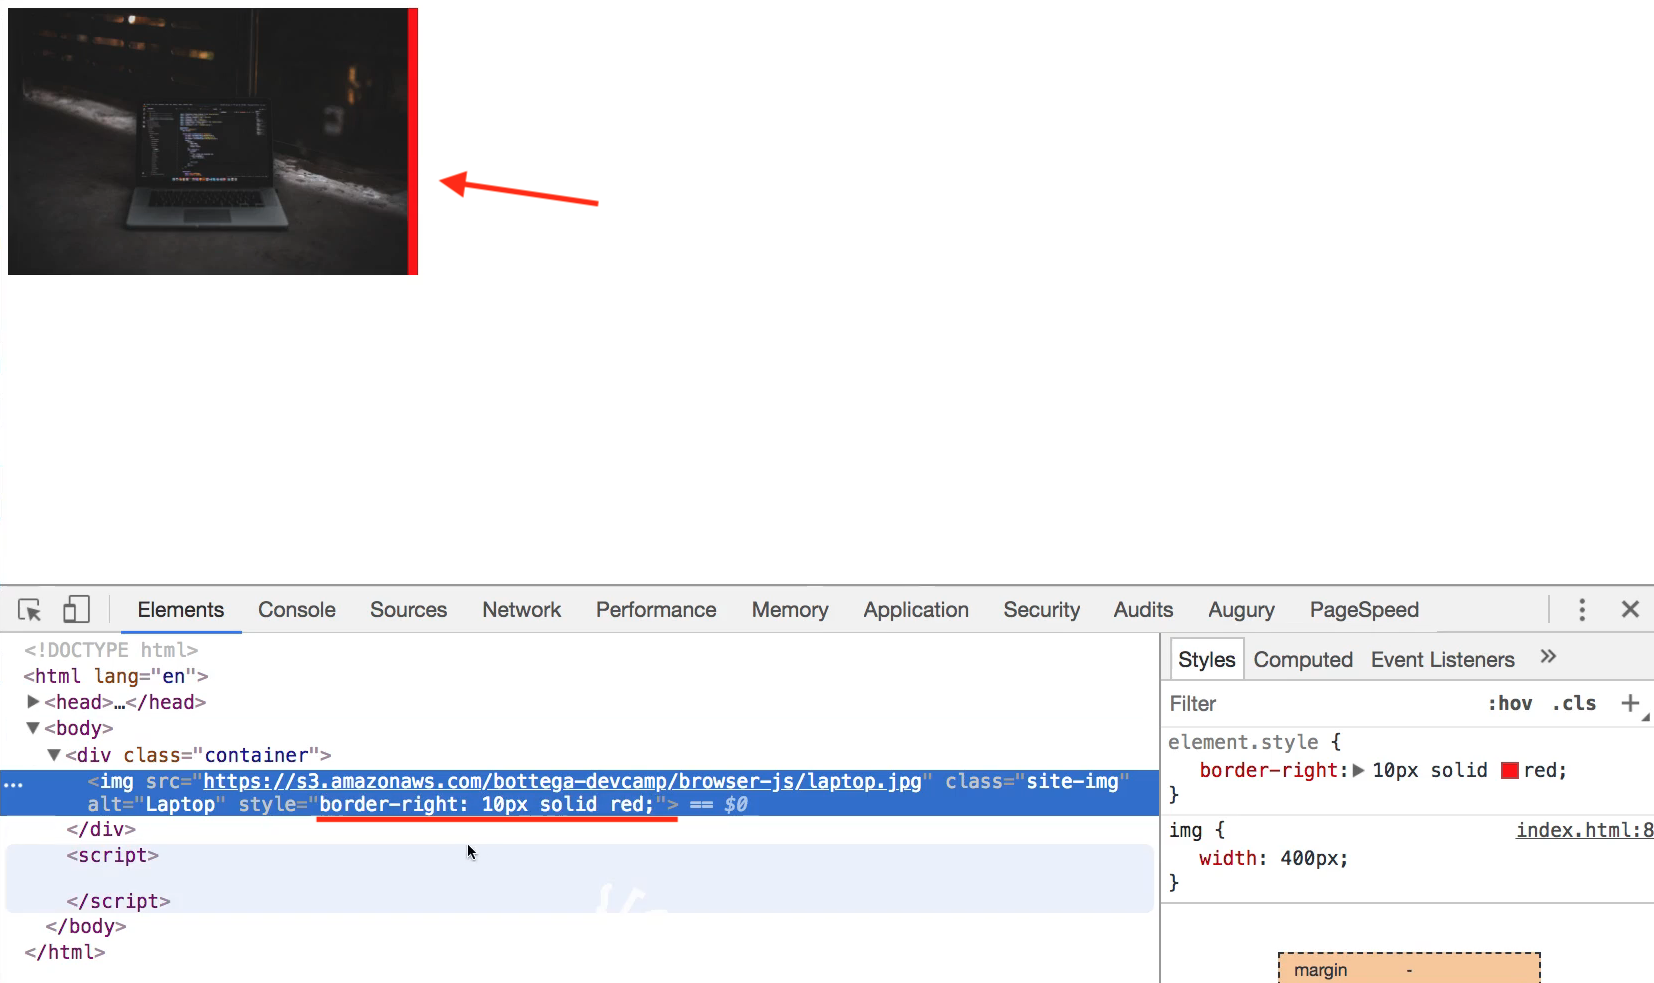 Elements Console Sources Network Performance Memory Application Security Audits Augury PageSpeed
<!DOCTYPE html>
<html lang="en">
<head>…</head>
<body>
<div class="container">
<img src="https://s3.amazonaws.com/bottega-devcamp/browser-js/laptop.jpg" class="site-img"
alt="Laptop" style="border-right: 10px solid red;"> == $0
</div>
<script>
</script>
</body>
</html>
Styles Computed Event Listeners »
Filter :hov .cls +
element.style {
border-right: 10px solid red;
}
img { index.html:8
width: 400px;
}
margin -